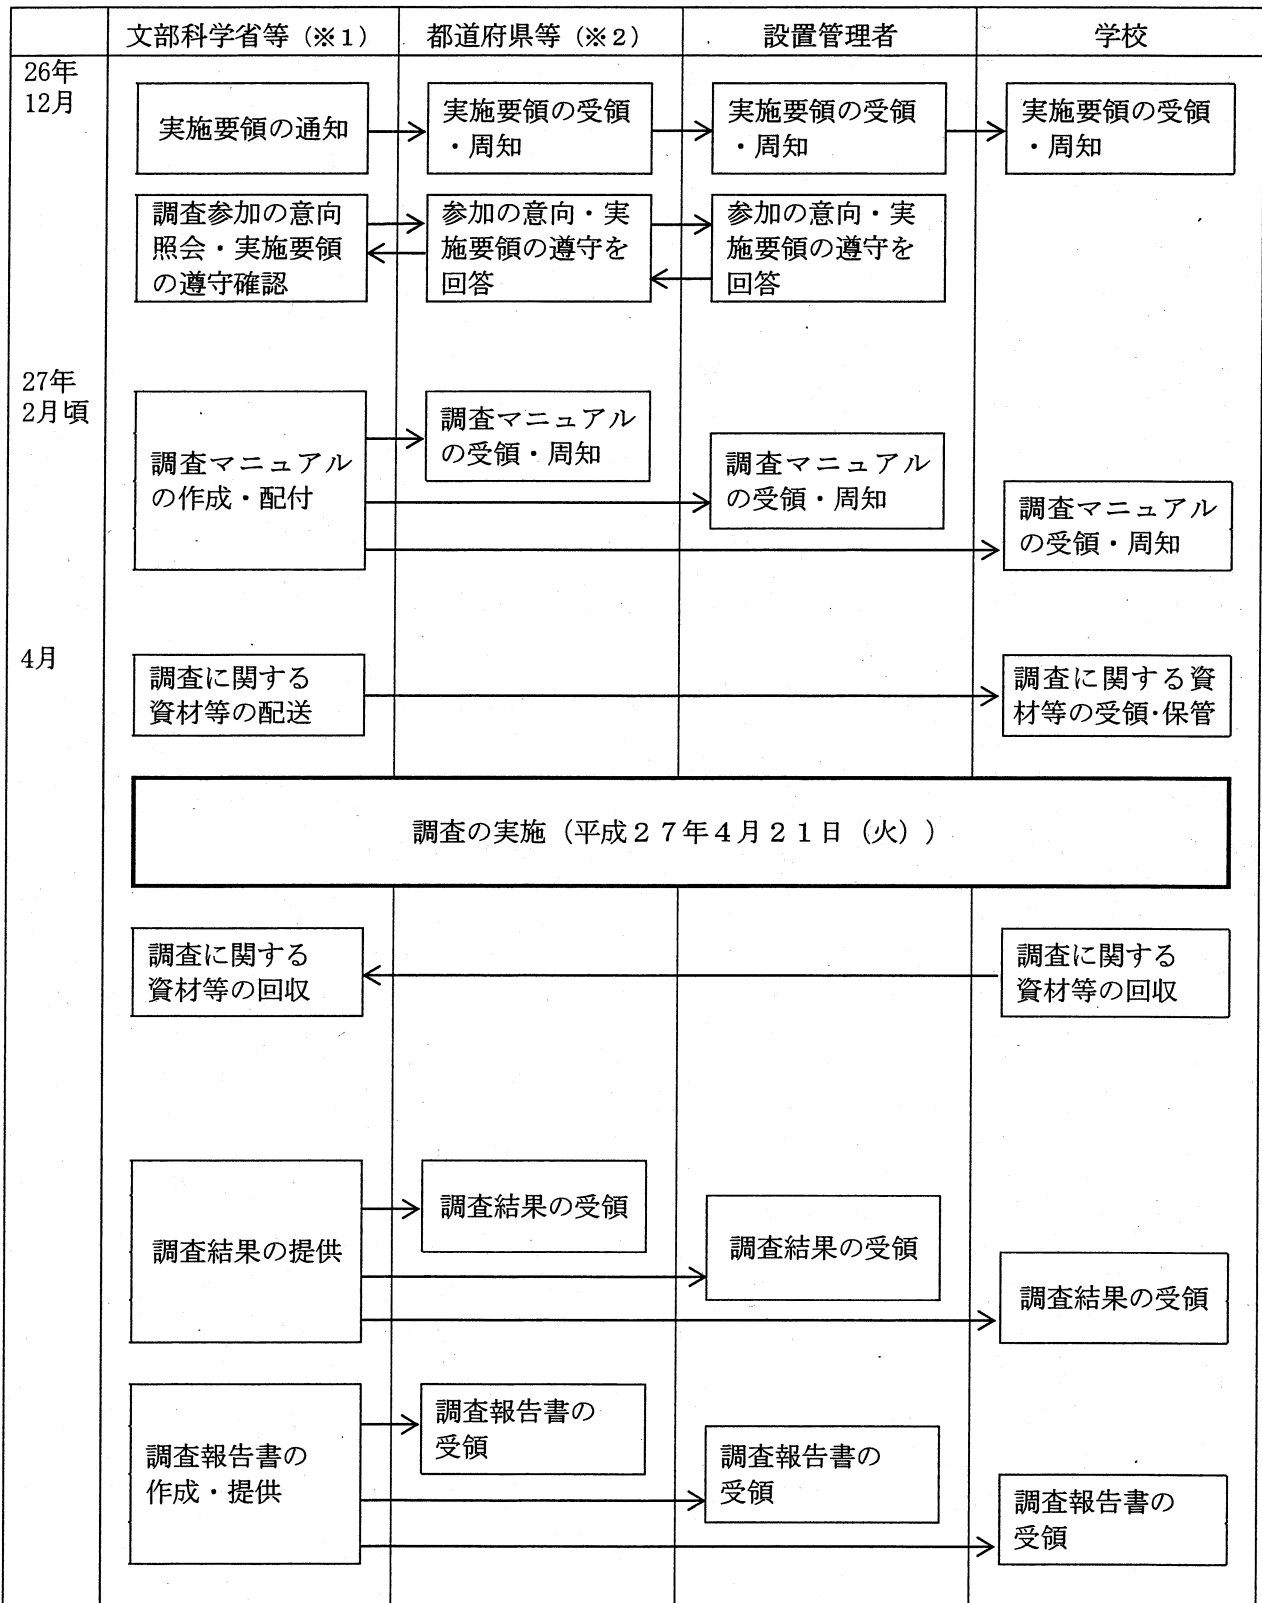 文部科学省等（※１）
都道府県等（※２）
設置管理者
学校
26年
12月
実施要領の通知
実施要領の受領
・周知
実施要領の受領
・周知
実施要領の受領
・周知
調査参加の意向
照会・実施要領
の遵守確認
参加の意向・実
施要領の遵守を
回答
参加の意向・実
施要領の遵守を
回答
27年
2月頃
調査マニュアル
の作成・配付
調査マニュアル
の受領・周知
調査マニュアル
の受領・周知
調査マニュアル
の受領・周知
4月
調査に関する
資材等の配送
調査に関する資
材等の受領・保管
調査の実施（平成２７年４月２１日（火））
調査に関する
資材等の回収
調査に関する
資材等の回収
調査結果の提供
調査結果の受領
調査結果の受領
調査結果の受領
調査報告書の
作成・提供
調査報告書の
受領
調査報告書の
受領
調査報告書の
受領